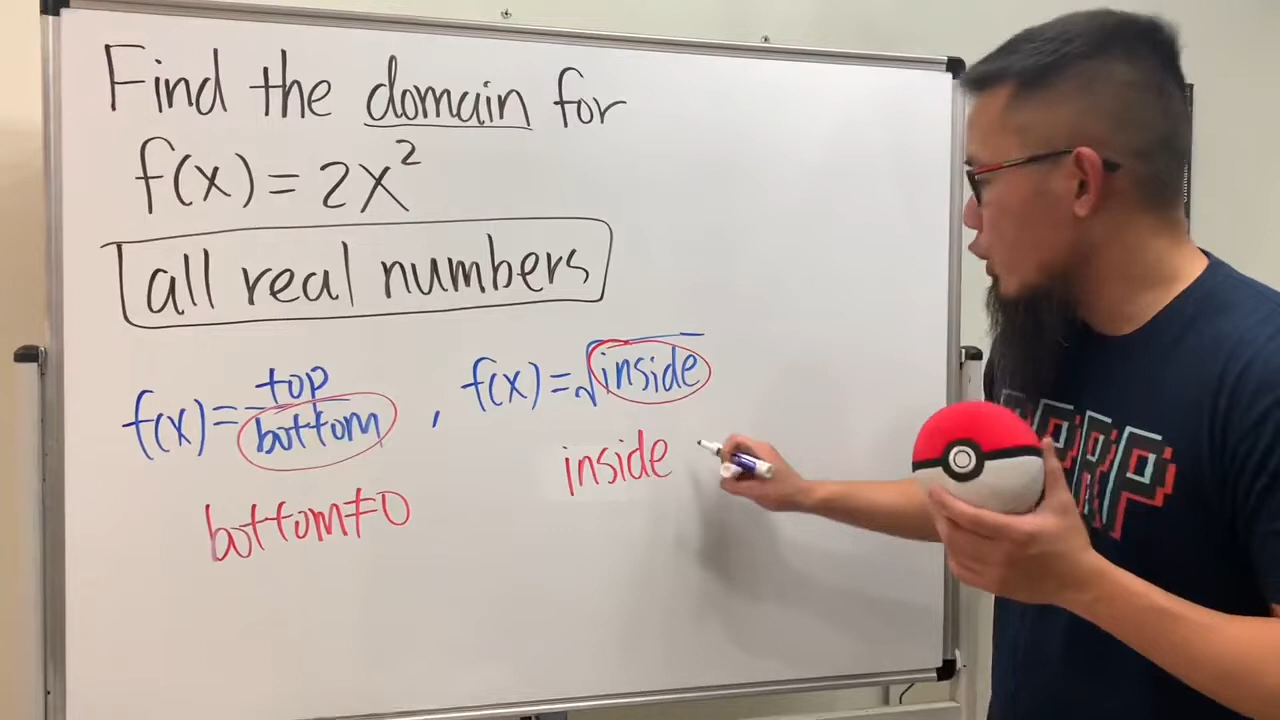 Find the domain for
f(x) = 2x²
all real numbers
f(x) = top/bottom , f(x) = √inside
bottom ≠ 0
inside